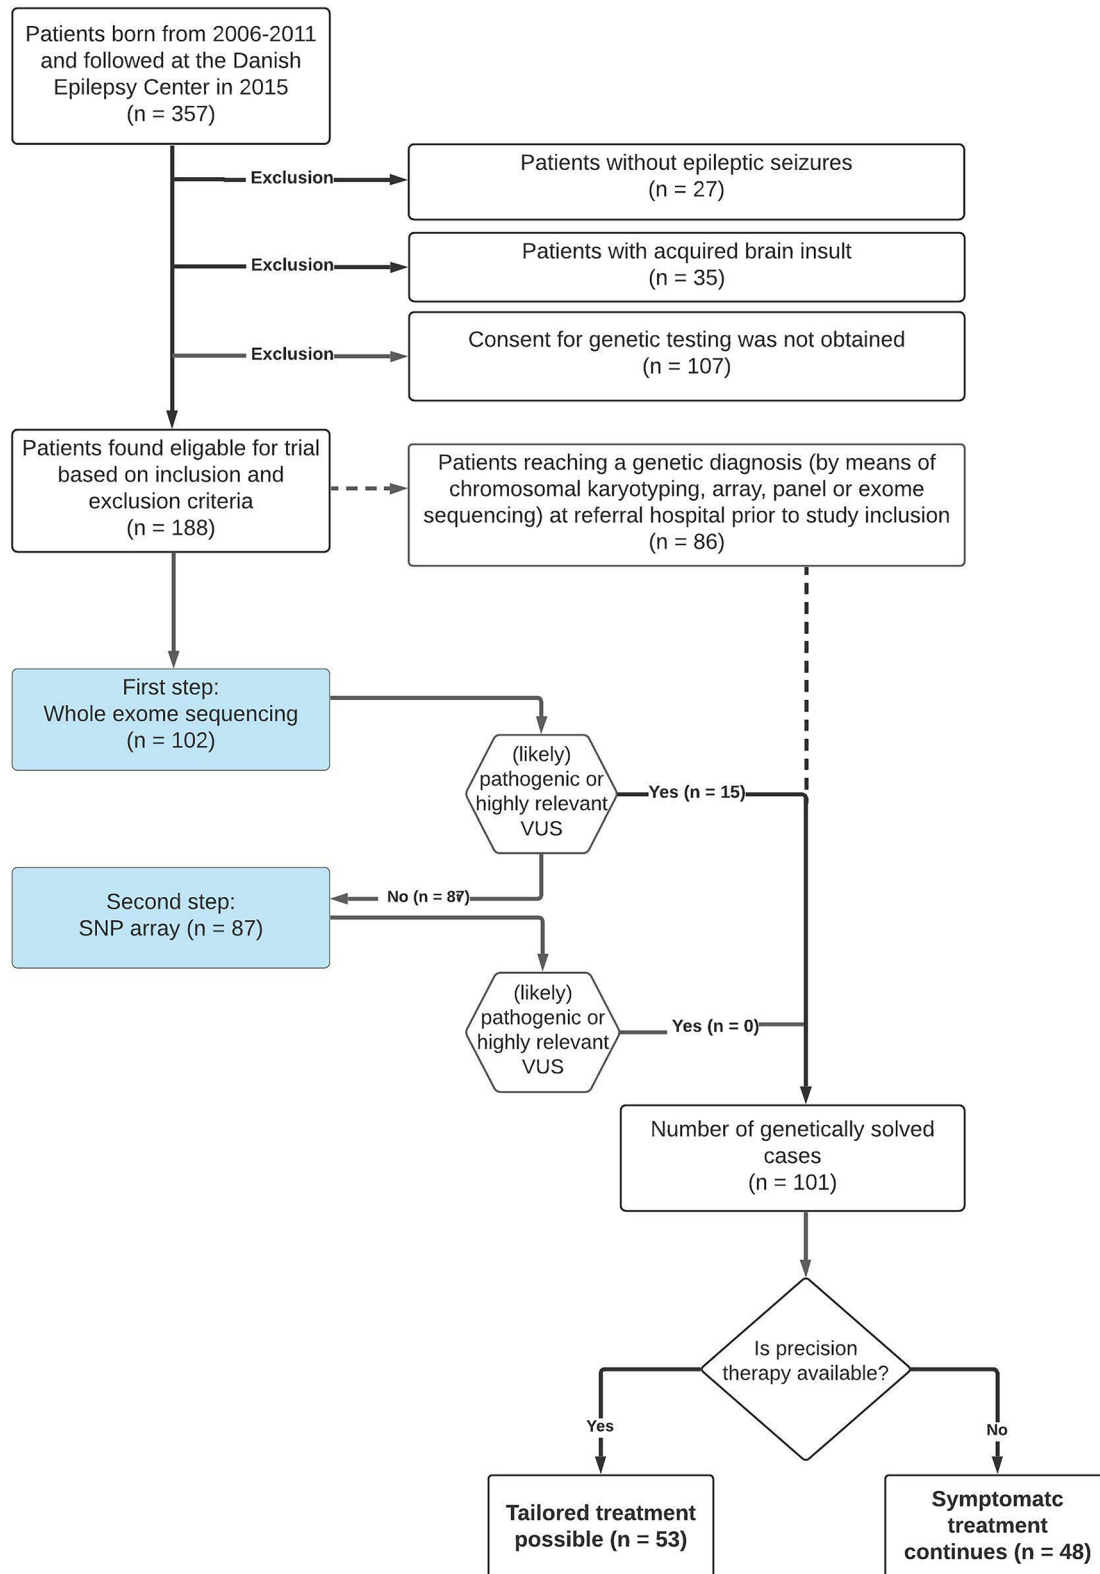 Patients born from 2006-2011
and followed at the Danish
Epilepsy Center in 2015
(n = 357)
Exclusion
Patients without epileptic seizures
(n = 27)
Exclusion
Patients with acquired brain insult
(n = 35)
Exclusion
Consent for genetic testing was not obtained
(n = 107)
Patients found eligable for trial
based on inclusion and
exclusion criteria
(n = 188)
Patients reaching a genetic diagnosis (by means of
chromosomal karyotyping, array, panel or exome
sequencing) at referral hospital prior to study inclusion
(n = 86)
First step:
Whole exome sequencing
(n = 102)
(likely)
pathogenic or
highly relevant
VUS
Yes (n = 15)
No (n = 87)
Second step:
SNP array (n = 87)
(likely)
pathogenic or
highly relevant
VUS
Yes (n = 0)
Number of genetically solved
cases
(n = 101)
Is precision
therapy available?
Yes
No
Tailored treatment
possible (n = 53)
Symptomatc
treatment
continues (n = 48)